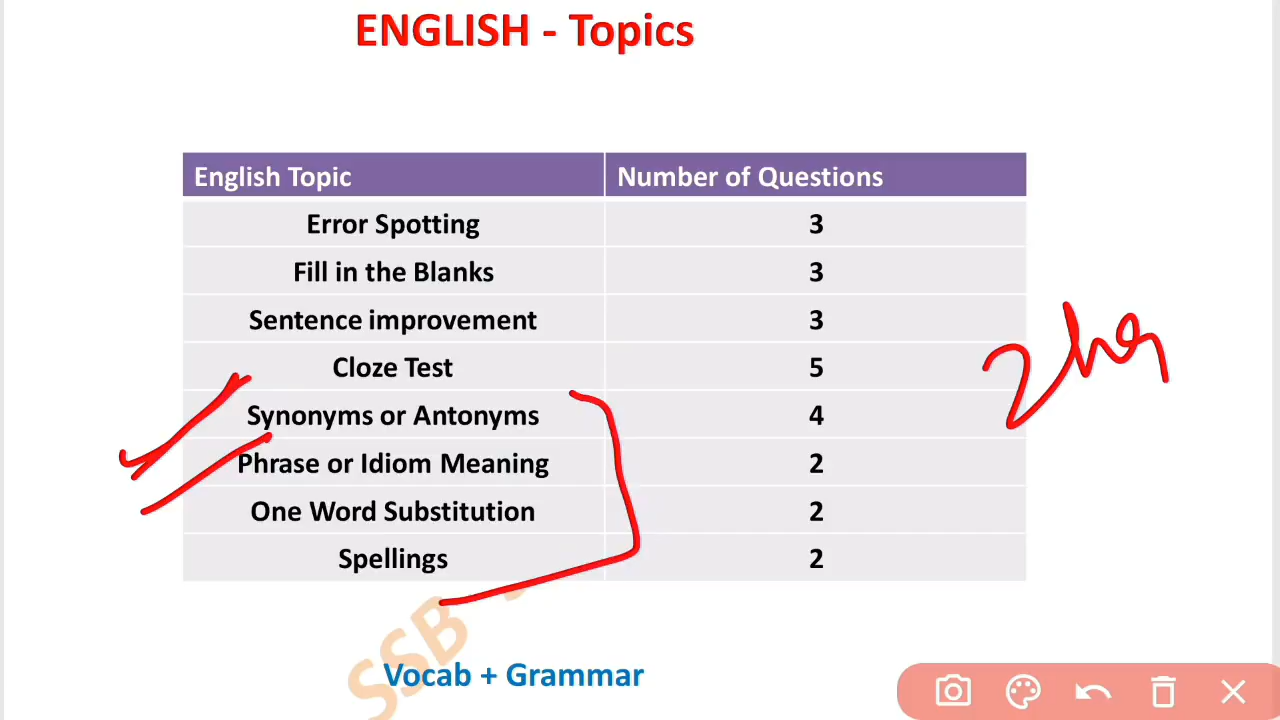 ENGLISH - Topics
English Topic Number of Questions
Error Spotting 3
Fill in the Blanks 3
Sentence improvement 3
Cloze Test 5
Synonyms or Antonyms 4
Phrase or Idiom Meaning 2
One Word Substitution 2
Spellings 2
SSB
Vocab + Grammar